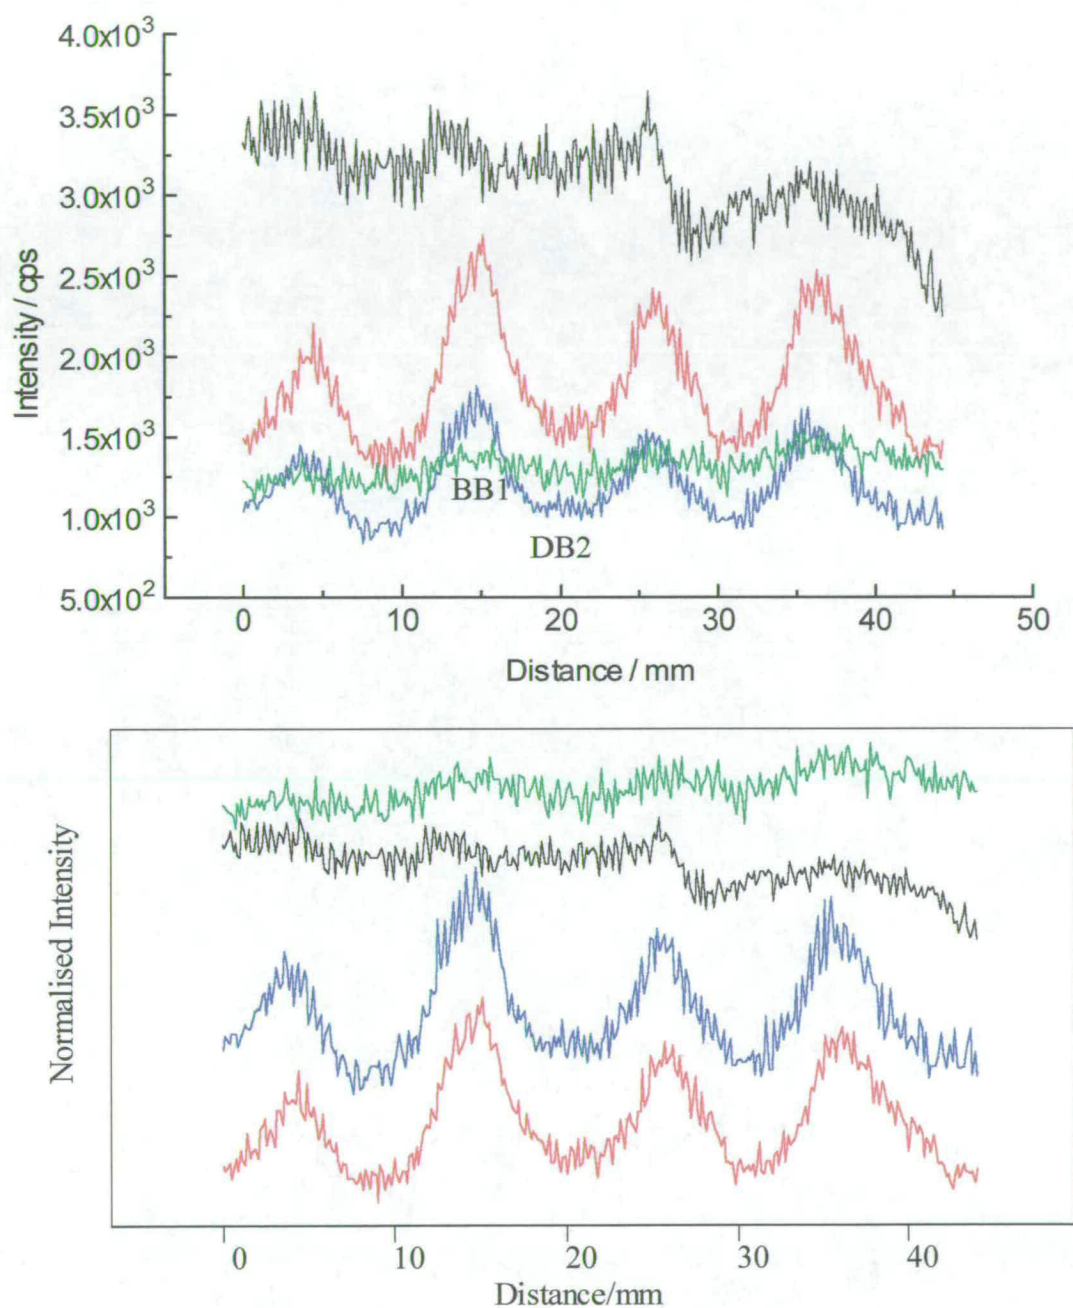 4.0x10³
3.5x10³
3.0x10³
2.5x10³
2.0x10³
1.5x10³
1.0x10³
5.0x10²
Intensity / cps
BB1
DB2
0 10 20 30 40 50
Distance / mm
Normalised Intensity
0 10 20 30 40
Distance/mm